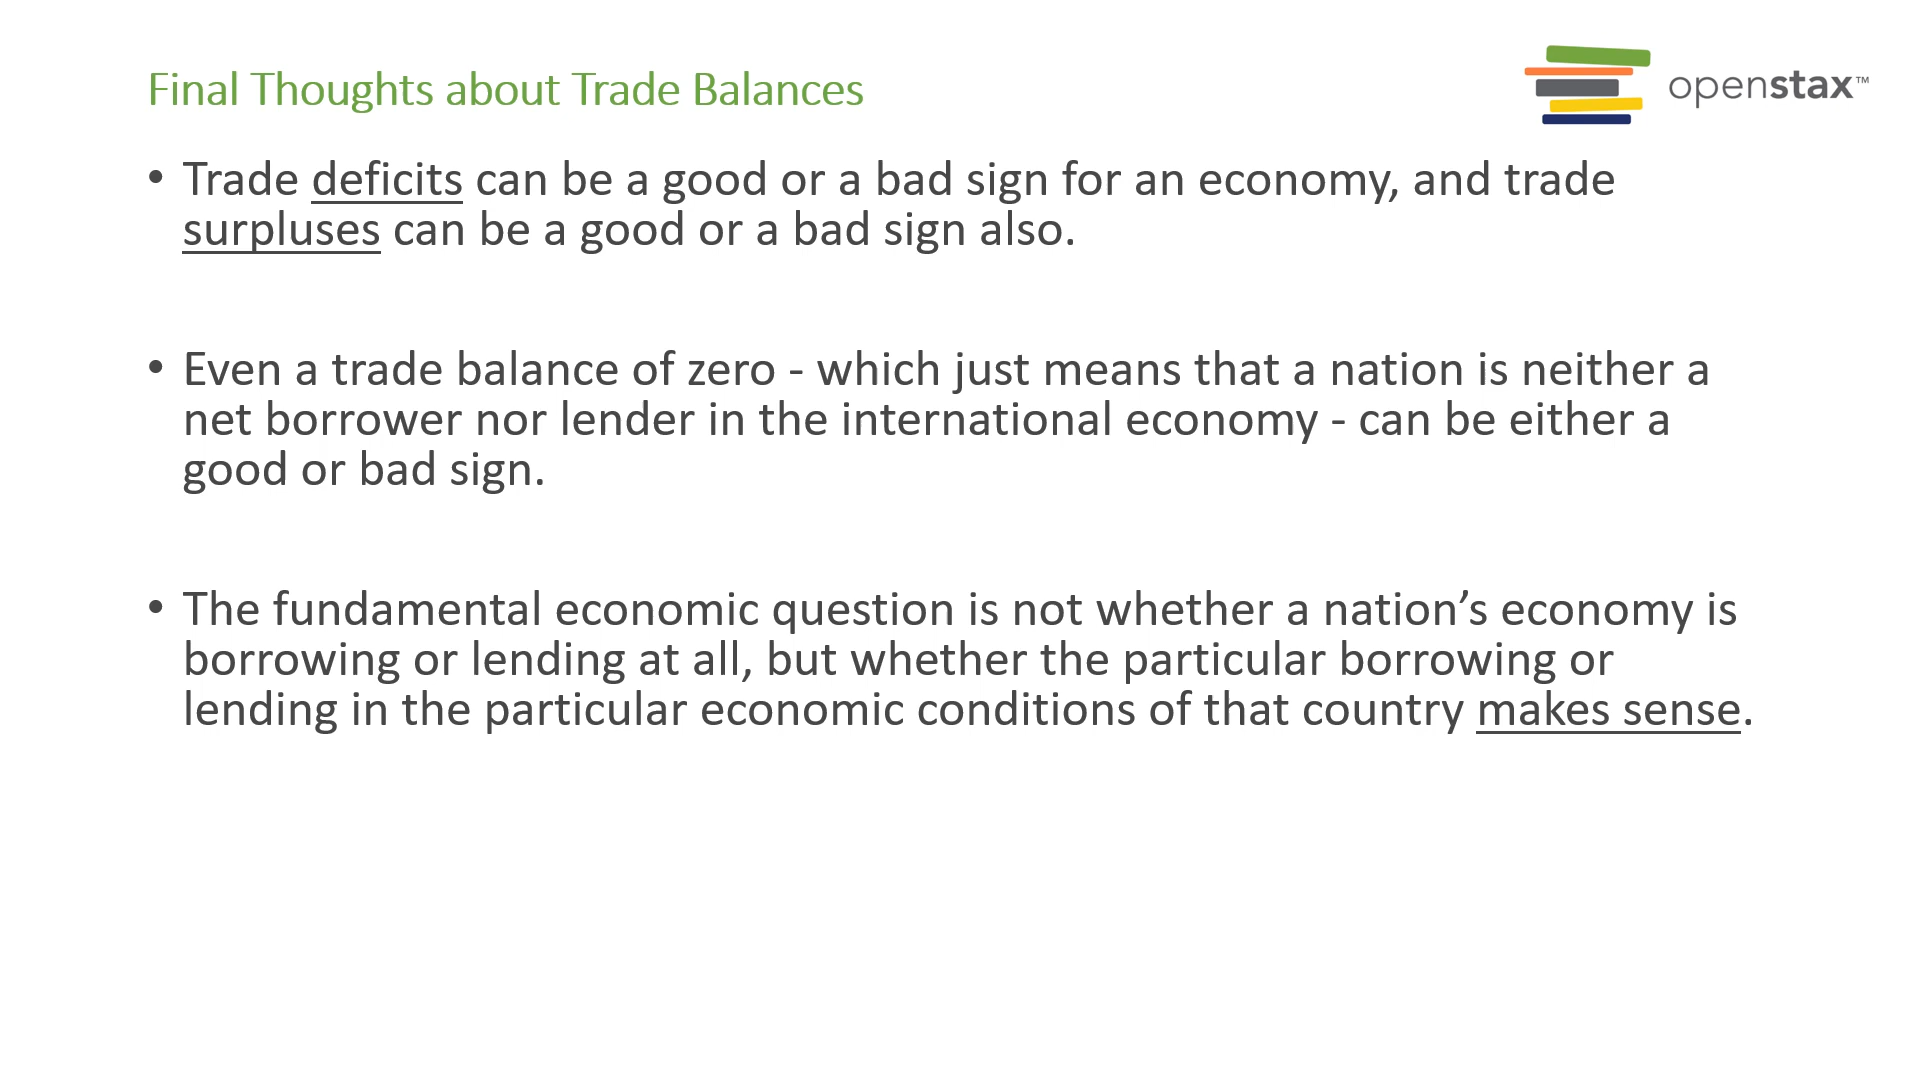 Final Thoughts about Trade Balances
openstax™
• Trade deficits can be a good or a bad sign for an economy, and trade
surpluses can be a good or a bad sign also.
• Even a trade balance of zero - which just means that a nation is neither a
net borrower nor lender in the international economy - can be either a
good or bad sign.
• The fundamental economic question is not whether a nation’s economy is
borrowing or lending at all, but whether the particular borrowing or
lending in the particular economic conditions of that country makes sense.